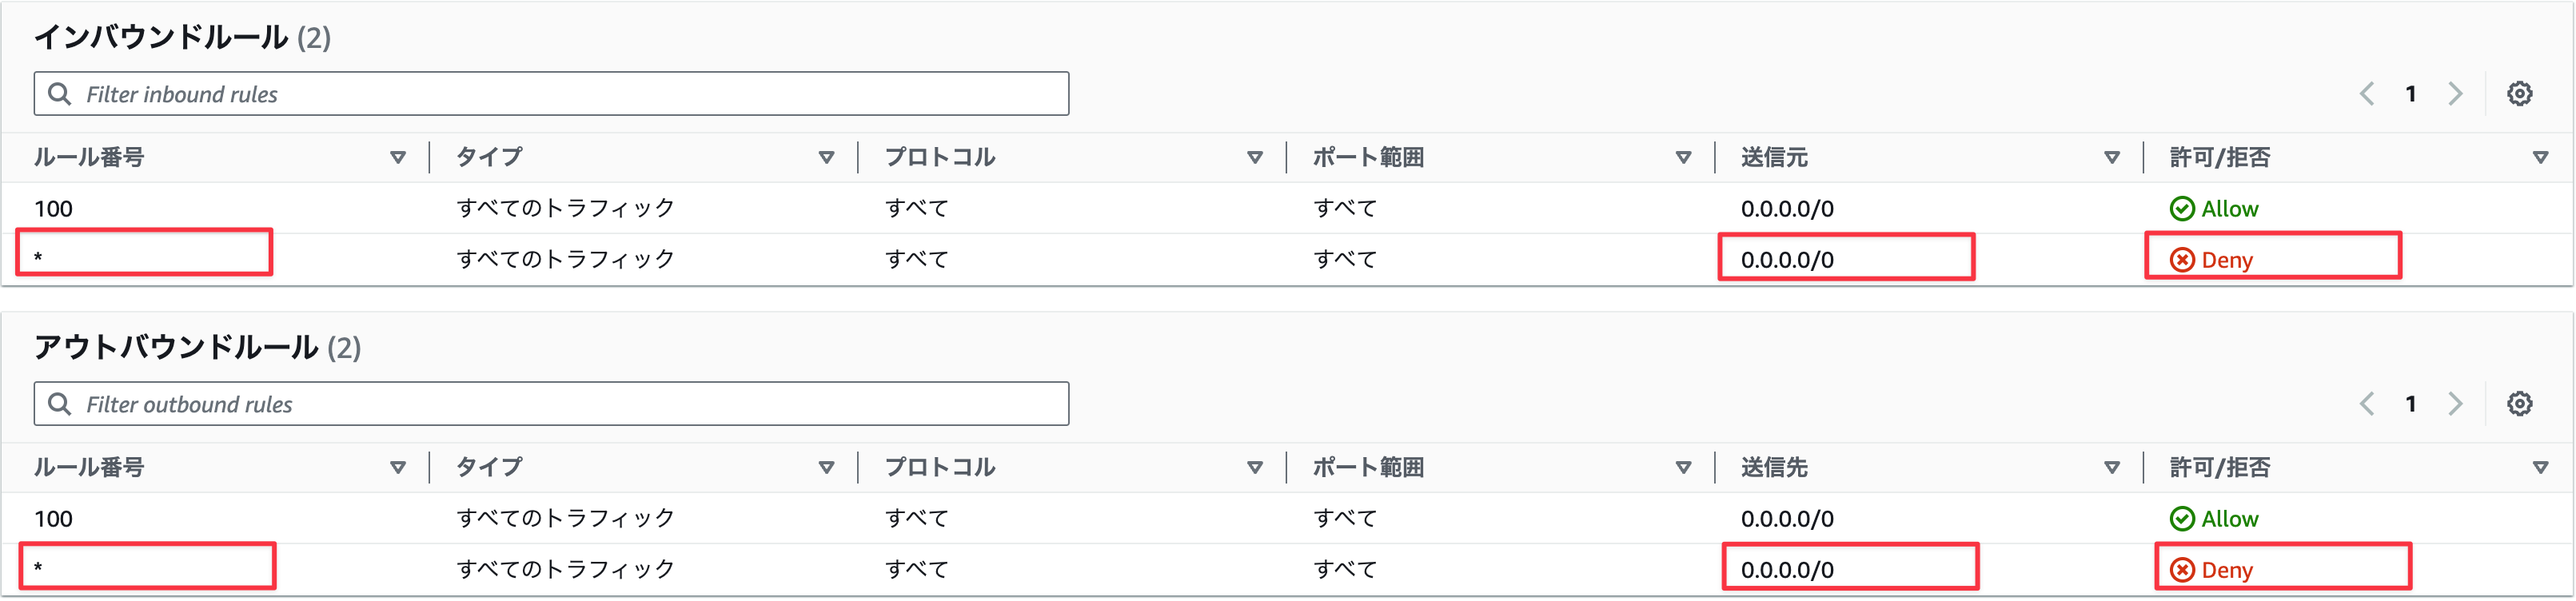 インバウンドルール (2)
Filter inbound rules
1
ルール番号 タイプ プロトコル ポート範囲 送信元 許可/拒否
100 すべてのトラフィック すべて すべて 0.0.0.0/0 Allow
* すべてのトラフィック すべて すべて 0.0.0.0/0 Deny
アウトバウンドルール (2)
Filter outbound rules
1
ルール番号 タイプ プロトコル ポート範囲 送信先 許可/拒否
100 すべてのトラフィック すべて すべて 0.0.0.0/0 Allow
* すべてのトラフィック すべて すべて 0.0.0.0/0 Deny